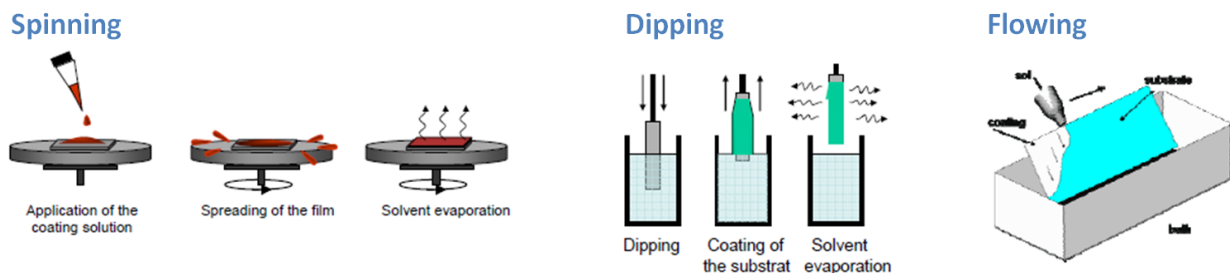 Spinning
Application of the
coating solution
Spreading of the film
Solvent evaporation
Dipping
Dipping
Coating of
the substrat
Solvent
evaporation
Flowing
sol
substrate
coating
bath